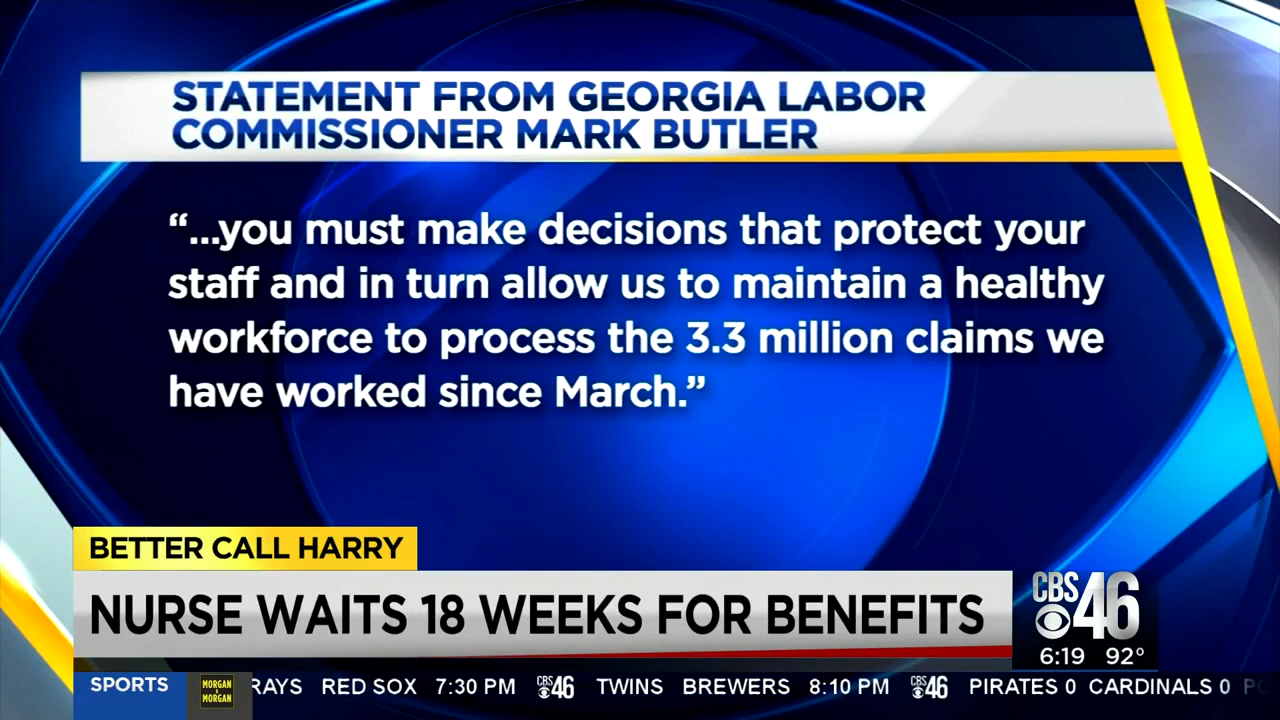 STATEMENT FROM GEORGIA LABOR
COMMISSIONER MARK BUTLER
“...you must make decisions that protect your
staff and in turn allow us to maintain a healthy
workforce to process the 3.3 million claims we
have worked since March.”
BETTER CALL HARRY
NURSE WAITS 18 WEEKS FOR BENEFITS
CBS 46
6:19 92°
SPORTS MORGAN & MORGAN RAYS RED SOX 7:30 PM CBS 46 TWINS BREWERS 8:10 PM CBS 46 PIRATES 0 CARDINALS 0